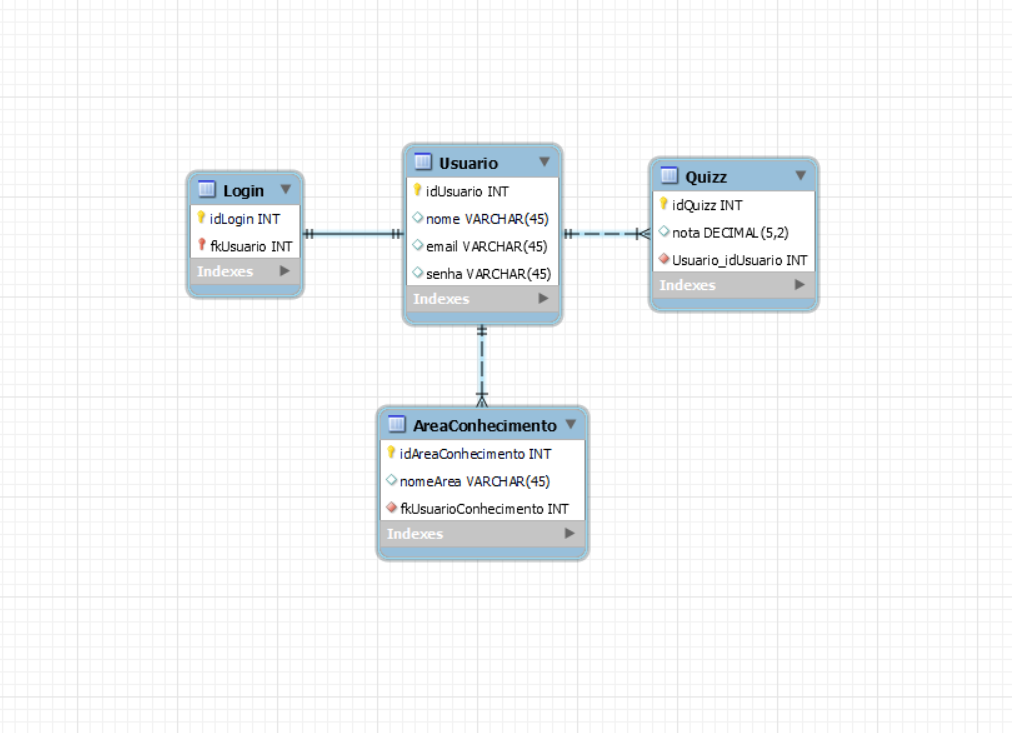 Login
idLogin INT
fkUsuario INT
Indexes
Usuario
idUsuario INT
nome VARCHAR(45)
email VARCHAR(45)
senha VARCHAR(45)
Indexes
Quizz
idQuizz INT
nota DECIMAL(5,2)
Usuario_idUsuario INT
Indexes
AreaConhecimento
idAreaConhecimento INT
nomeArea VARCHAR(45)
fkUsuarioConhecimento INT
Indexes